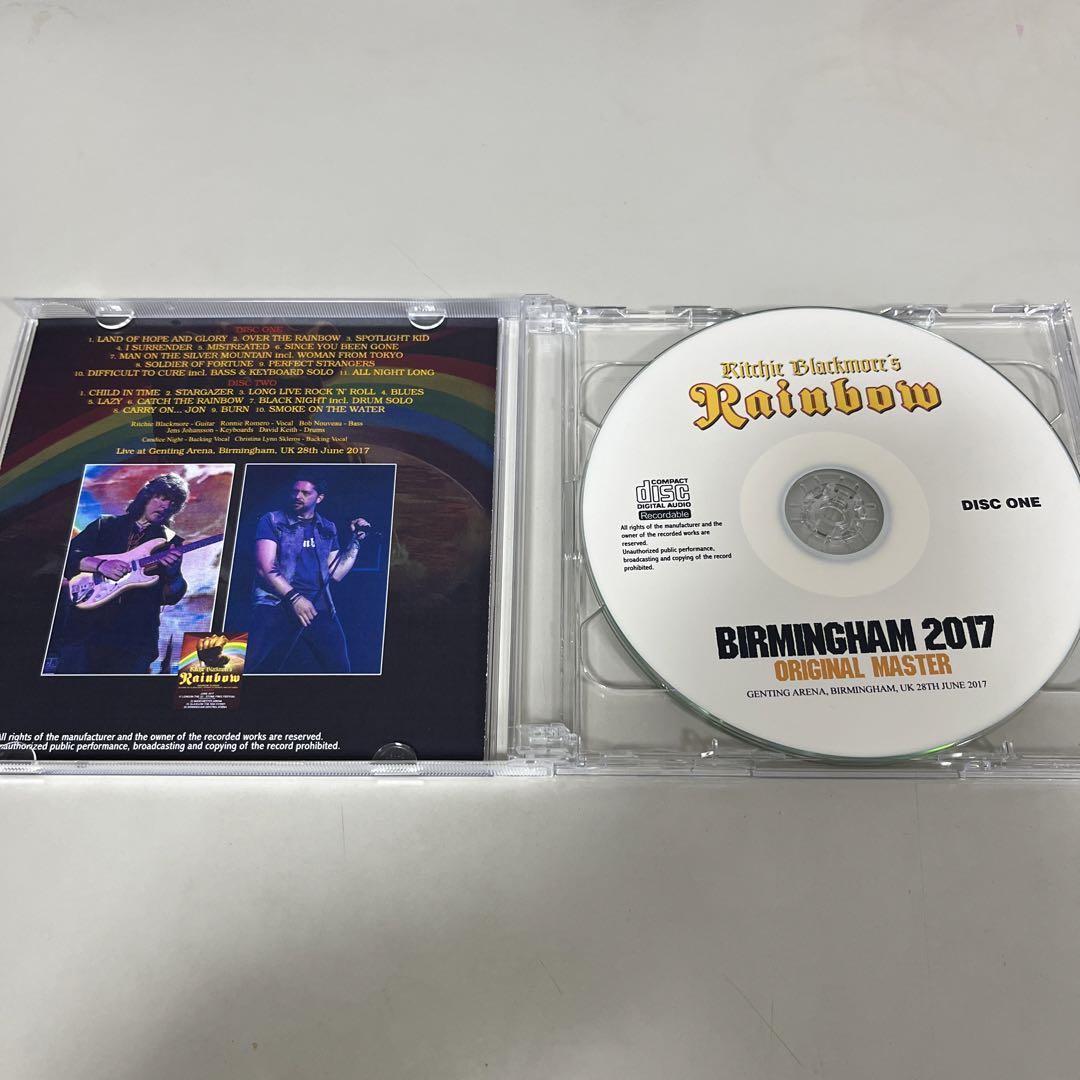 DISC ONE
1. LAND OF HOPE AND GLORY 2. OVER THE RAINBOW 3. SPOTLIGHT KID
4. I SURRENDER 5. MISTREATED 6. SINCE YOU BEEN GONE
7. MAN ON THE SILVER MOUNTAIN incl. WOMAN FROM TOKYO
8. SOLDIER OF FORTUNE 9. PERFECT STRANGERS
10. DIFFICULT TO CURE incl. BASS & KEYBOARD SOLO 11. ALL NIGHT LONG
DISC TWO
1. CHILD IN TIME 2. STARGAZER 3. LONG LIVE ROCK 'N' ROLL 4. BLUES
5. LAZY 6. CATCH THE RAINBOW 7. BLACK NIGHT incl. DRUM SOLO
8. CARRY ON... JON 9. BURN 10. SMOKE ON THE WATER
Ritchie Blackmore - Guitar Ronnie Romero - Vocal Bob Nouveau - Bass
Jens Johansson - Keyboards David Keith - Drums
Candice Night - Backing Vocal Christina Lynn Skleros - Backing Vocal
Live at Genting Arena, Birmingham, UK 28th June 2017
Ritchie Blackmore's
Rainbow
All rights of the manufacturer and the owner of the recorded works are reserved.
Unauthorized public performance, broadcasting and copying of the record prohibited.
Ritchie Blackmore's
Rainbow
COMPACT
disc
DIGITAL AUDIO
Recordable
All rights of the manufacturer and the
owner of the recorded works are
reserved.
Unauthorized public performance,
broadcasting and copying of the record
prohibited.
DISC ONE
BIRMINGHAM 2017
ORIGINAL MASTER
GENTING ARENA, BIRMINGHAM, UK 28TH JUNE 2017